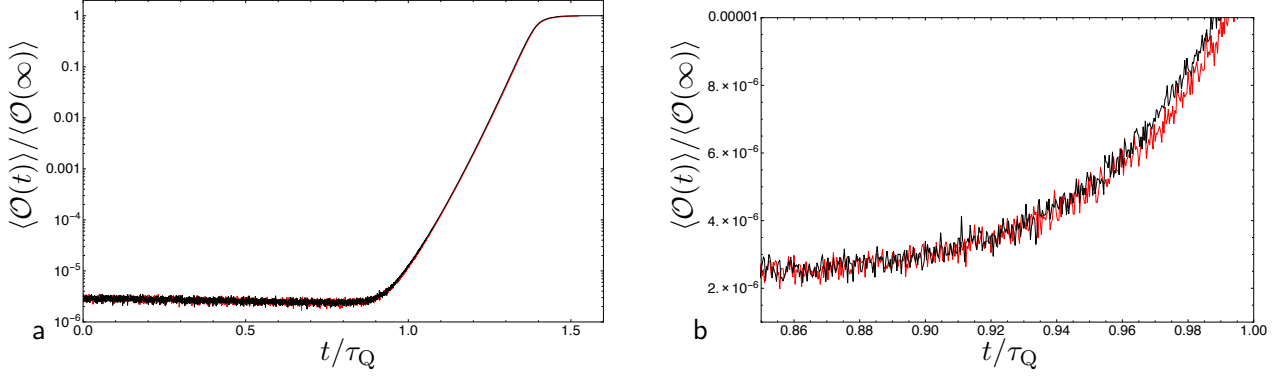 1
0.1
0.01
0.001
10⁻⁴
10⁻⁵
10⁻⁶
⟨𝒪(t)⟩/⟨𝒪(∞)⟩
0.0 0.5 1.0 1.5
t/τ_Q
a
0.00001
8. × 10⁻⁶
6. × 10⁻⁶
4. × 10⁻⁶
2. × 10⁻⁶
⟨𝒪(t)⟩/⟨𝒪(∞)⟩
0.86 0.88 0.90 0.92 0.94 0.96 0.98 1.00
t/τ_Q
b